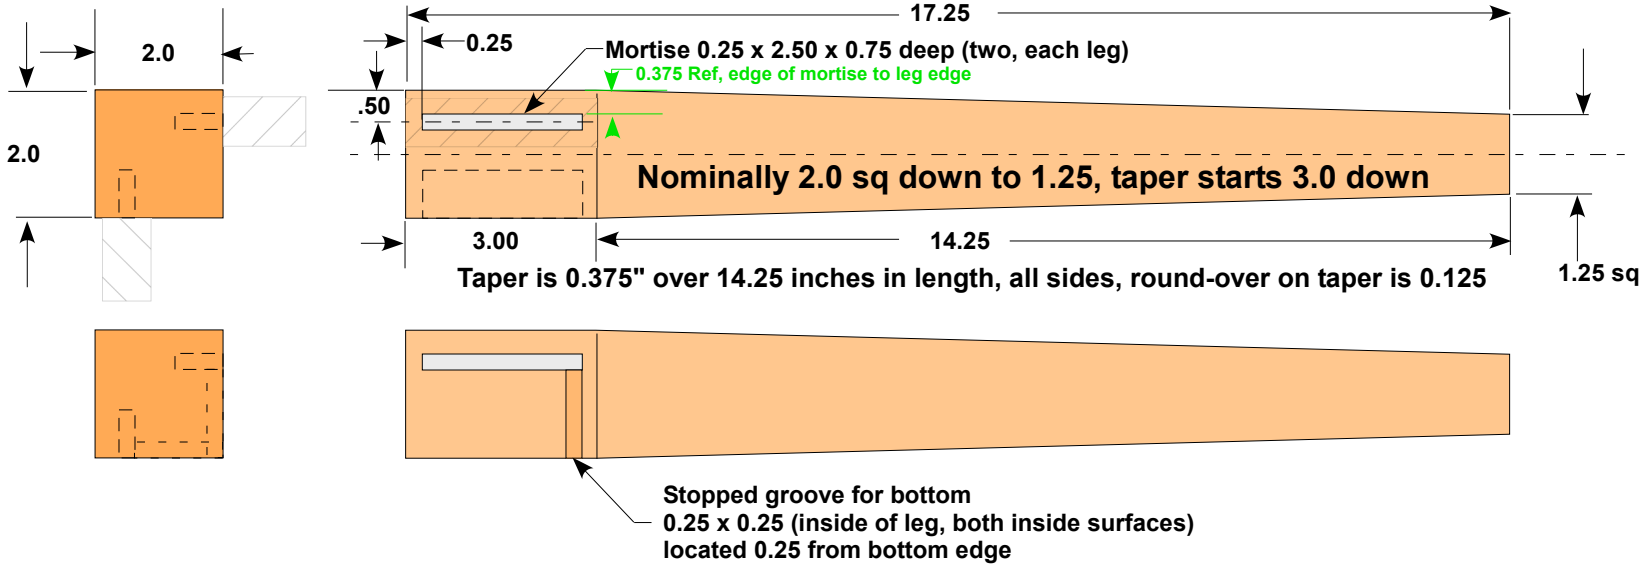 17.25
0.25
2.0
Mortise 0.25 x 2.50 x 0.75 deep (two, each leg)
0.375 Ref, edge of mortise to leg edge
.50
2.0
Nominally 2.0 sq down to 1.25, taper starts 3.0 down
3.00
14.25
1.25 sq
Taper is 0.375" over 14.25 inches in length, all sides, round-over on taper is 0.125
Stopped groove for bottom
0.25 x 0.25 (inside of leg, both inside surfaces)
located 0.25 from bottom edge